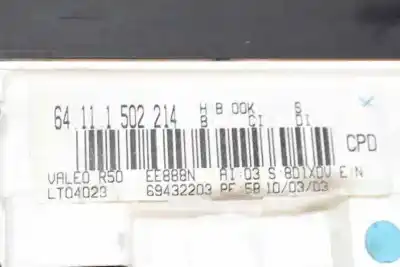 64.11 1 502 214 H B 00K S
B CI DI
CPD
VALEO R50 EE888N AI:03 S:801X0V E N
LT04023 69432203 PF 58 10/03/03